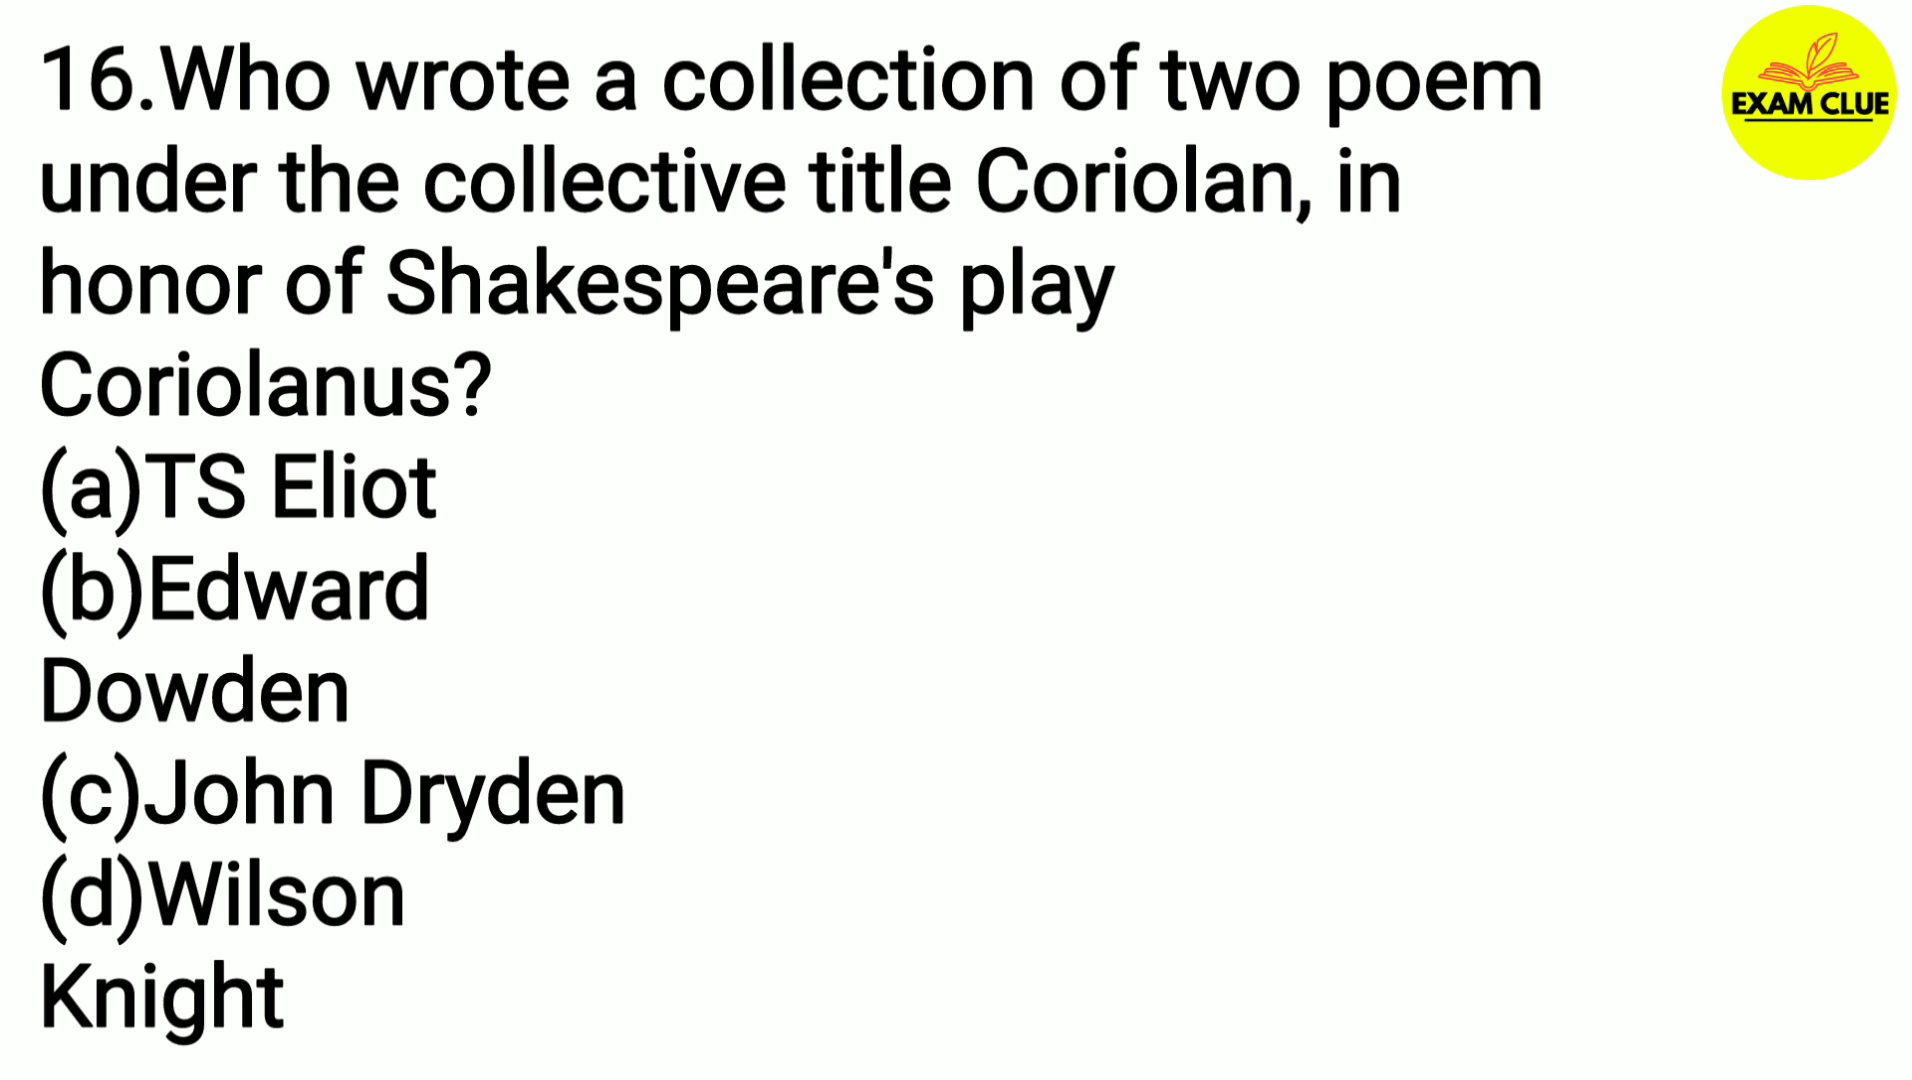 16.Who wrote a collection of two poem
under the collective title Coriolan, in
honor of Shakespeare's play
Coriolanus?
(a)TS Eliot
(b)Edward
Dowden
(c)John Dryden
(d)Wilson
Knight
EXAM CLUE